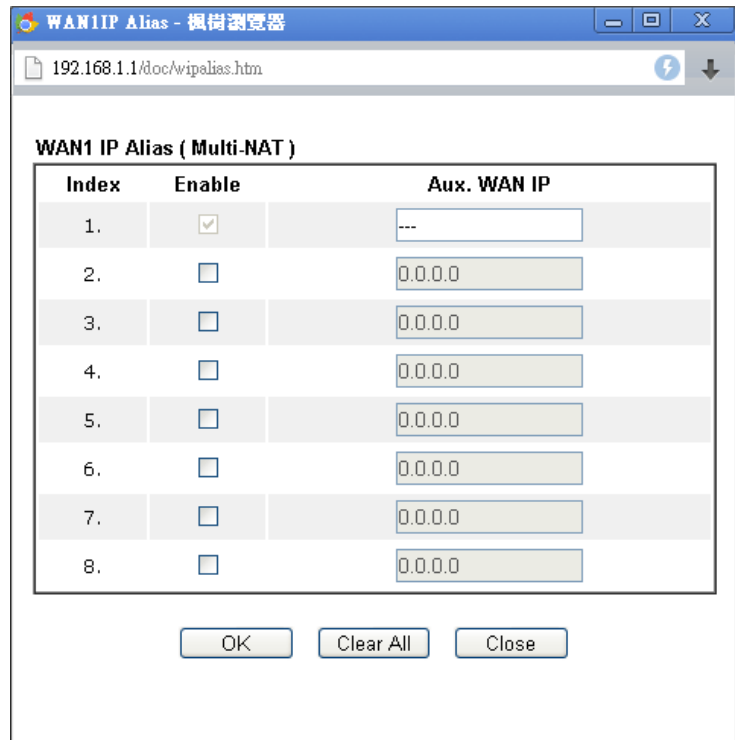 WAN1IP Alias - 楓樹瀏覽器
192.168.1.1/doc/wipalias.htm
WAN1 IP Alias ( Multi-NAT )
Index Enable Aux. WAN IP
1. ---
2. 0.0.0.0
3. 0.0.0.0
4. 0.0.0.0
5. 0.0.0.0
6. 0.0.0.0
7. 0.0.0.0
8. 0.0.0.0
OK Clear All Close